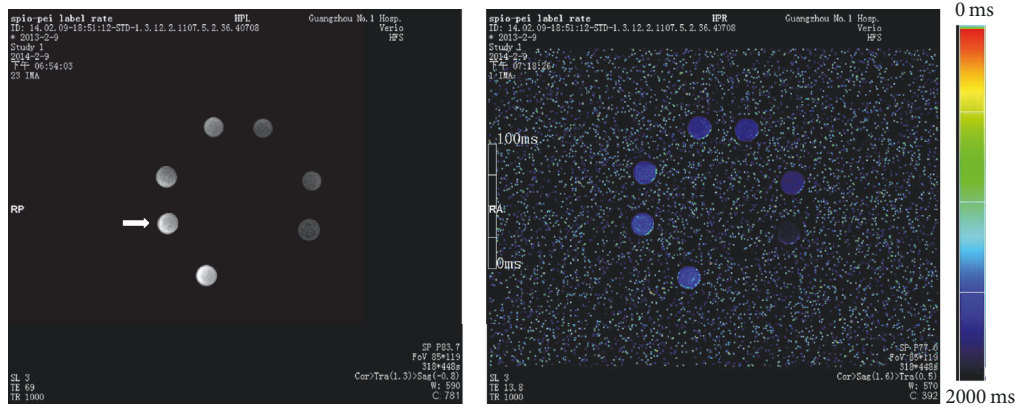 spio-pei label rate HPL Guangzhou No.1 Hosp.
ID: 14.02.09-18:51:12-STD-1.3.12.2.1107.5.2.36.40708 Verio
* 2013-2-9 HFS
Study 1
2014-2-9
下午 06:54:03
23 IMA
RP
SP P83.7
FoV 85*119
318*448s
Cor>Tra(1.3)>Sag(-0.8)
SL 3
TE 69
TR 1000
W: 590
C: 781
spio-pei label rate HPR Guangzhou No.1 Hosp.
ID: 14.02.09-18:51:12-STD-1.3.12.2.1107.5.2.36.40708 Verio
* 2013-2-9 HFS
Study 1
2014-2-9
下午 07:18:26
1 IMA
100ms
RA
0ms
SP P77.6
FoV 85*119
318*448s
Cor>Sag(1.6)>Tra(0.5)
SL 3
TE 13.8
TR 1000
W: 570
C: 392
0 ms
2000 ms